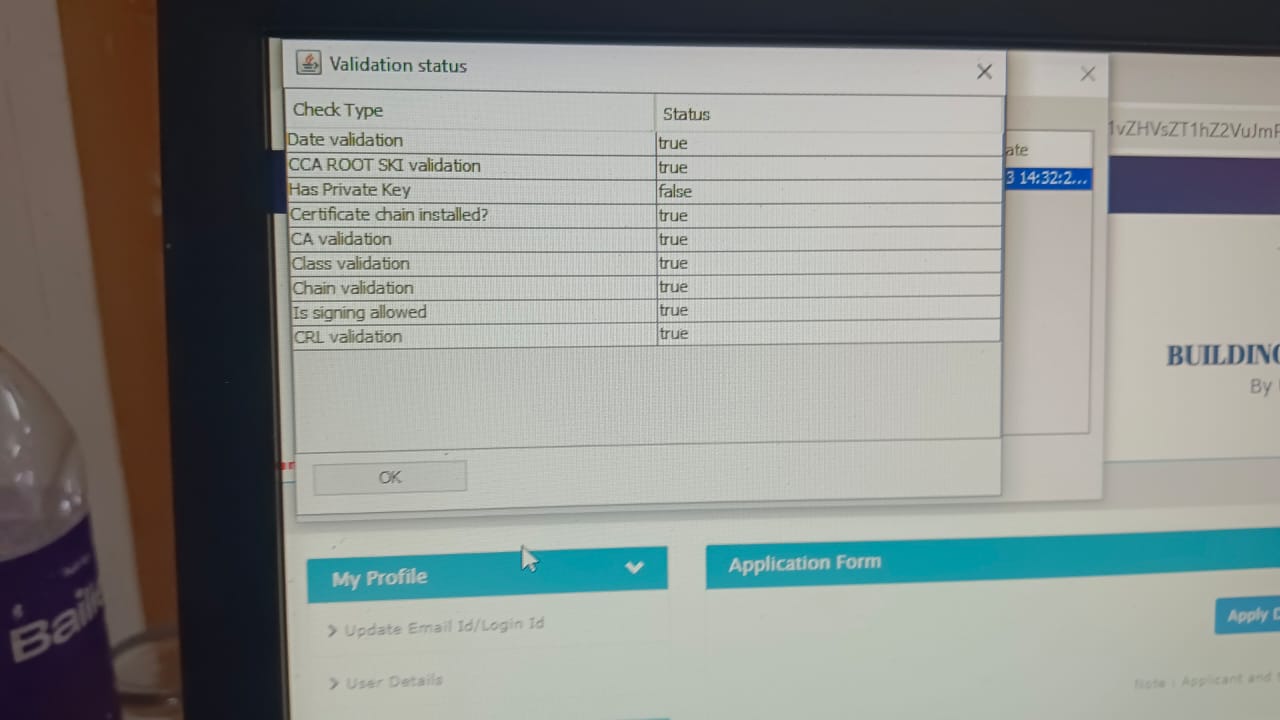 Validation status
Check Type Status
Date validation true
CCA ROOT SKI validation true
Has Private Key false
Certificate chain installed? true
CA validation true
Class validation true
Chain validation true
Is signing allowed true
CRL validation true
OK
ate
3 14:32:2...
1vZHVsZT1hZ2VuJmF
BUILDING
By
My Profile
Update Email Id/Login Id
User Details
Application Form
Apply D
Note : Applicant and
Baile